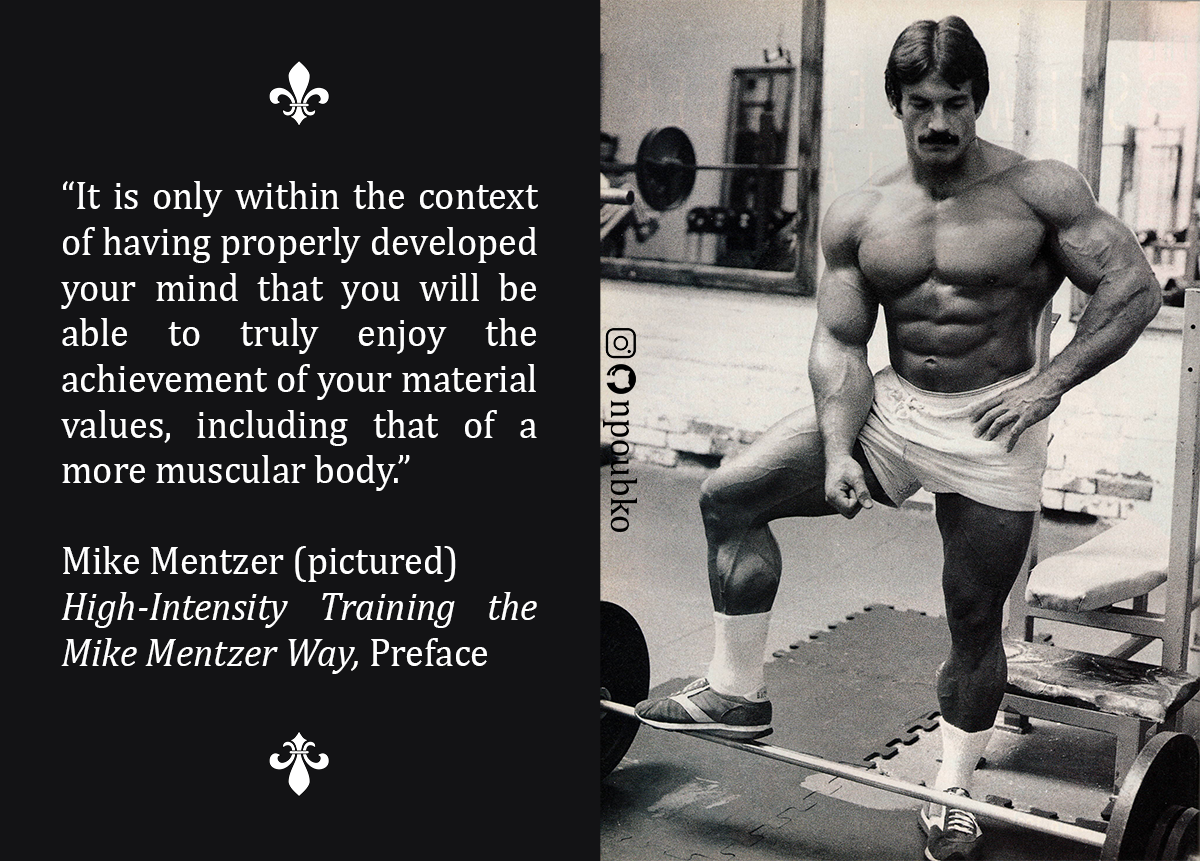 “It is only within the context
of having properly developed
your mind that you will be
able to truly enjoy the
achievement of your material
values, including that of a
more muscular body.”
Mike Mentzer (pictured)
High-Intensity Training the
Mike Mentzer Way, Preface
npoubko